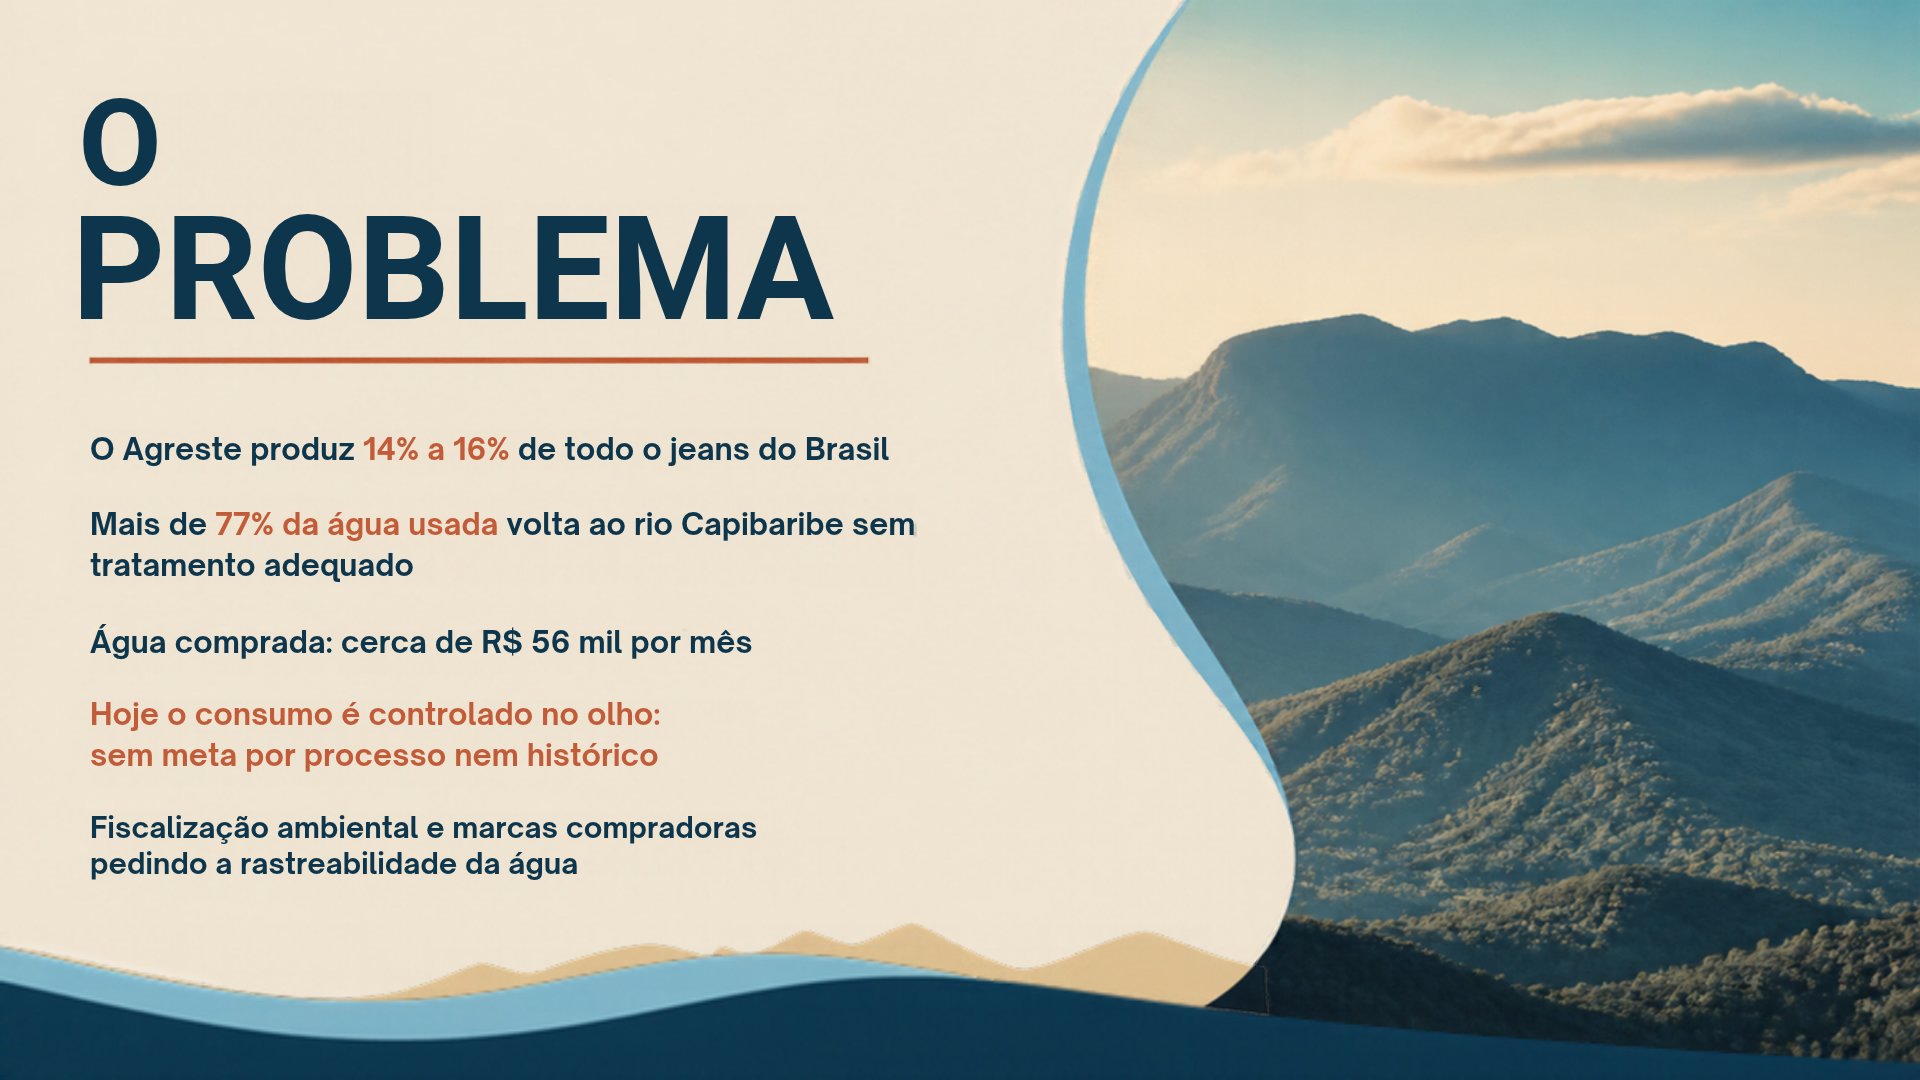 O
PROBLEMA
O Agreste produz 14% a 16% de todo o jeans do Brasil
Mais de 77% da água usada volta ao rio Capibaribe sem
tratamento adequado
Água comprada: cerca de R$ 56 mil por mês
Hoje o consumo é controlado no olho:
sem meta por processo nem histórico
Fiscalização ambiental e marcas compradoras
pedindo a rastreabilidade da água